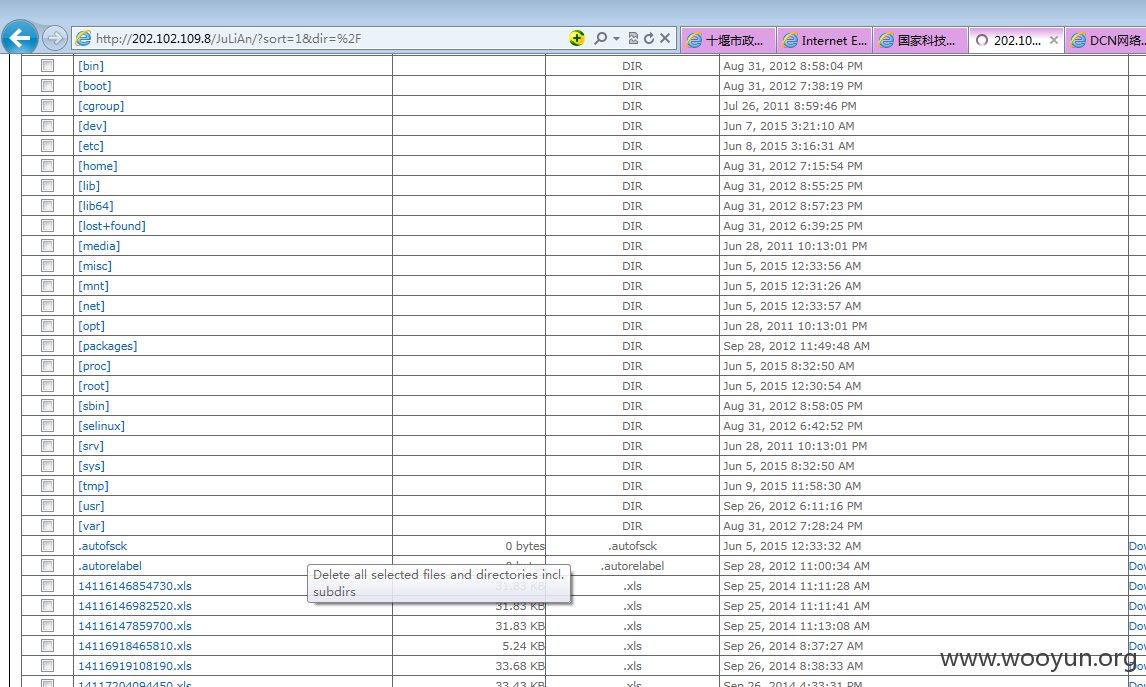 http://202.102.109.8/JuLiAn/?sort=1&dir=%2F
十堰市政... Internet E... 国家科技... 202.10... DCN网络.
[bin] DIR Aug 31, 2012 8:58:04 PM
[boot] DIR Aug 31, 2012 7:38:19 PM
[cgroup] DIR Jul 26, 2011 8:59:46 PM
[dev] DIR Jun 7, 2015 3:21:10 AM
[etc] DIR Jun 8, 2015 3:16:31 AM
[home] DIR Aug 31, 2012 7:15:54 PM
[lib] DIR Aug 31, 2012 8:55:25 PM
[lib64] DIR Aug 31, 2012 8:57:23 PM
[lost+found] DIR Aug 31, 2012 6:39:25 PM
[media] DIR Jun 28, 2011 10:13:01 PM
[misc] DIR Jun 5, 2015 12:33:56 AM
[mnt] DIR Jun 5, 2015 12:31:26 AM
[net] DIR Jun 5, 2015 12:33:57 AM
[opt] DIR Jun 28, 2011 10:13:01 PM
[packages] DIR Sep 28, 2012 11:49:48 AM
[proc] DIR Jun 5, 2015 8:32:50 AM
[root] DIR Jun 5, 2015 12:30:54 AM
[sbin] DIR Aug 31, 2012 8:58:05 PM
[selinux] DIR Aug 31, 2012 6:42:52 PM
[srv] DIR Jun 28, 2011 10:13:01 PM
[sys] DIR Jun 5, 2015 8:32:50 AM
[tmp] DIR Jun 9, 2015 11:58:30 AM
[usr] DIR Sep 26, 2012 6:11:16 PM
[var] DIR Aug 31, 2012 7:28:24 PM
.autofsck 0 bytes .autofsck Jun 5, 2015 12:33:32 AM Dow
.autorelabel .autorelabel Sep 28, 2012 11:00:34 AM Dow
Delete all selected files and directories incl.
subdirs
14116146854730.xls 31.83 KB .xls Sep 25, 2014 11:11:28 AM Dow
14116146982520.xls 31.83 KB .xls Sep 25, 2014 11:11:41 AM Dow
14116147859700.xls 31.83 KB .xls Sep 25, 2014 11:13:08 AM Dow
14116918465810.xls 5.24 KB .xls Sep 26, 2014 8:37:27 AM Dow
14116919108190.xls 33.68 KB .xls Sep 26, 2014 8:38:33 AM
14117204094450.xls 33.43 KB .xls Sep 26, 2014 4:33:31 PM
www.wooyun.org